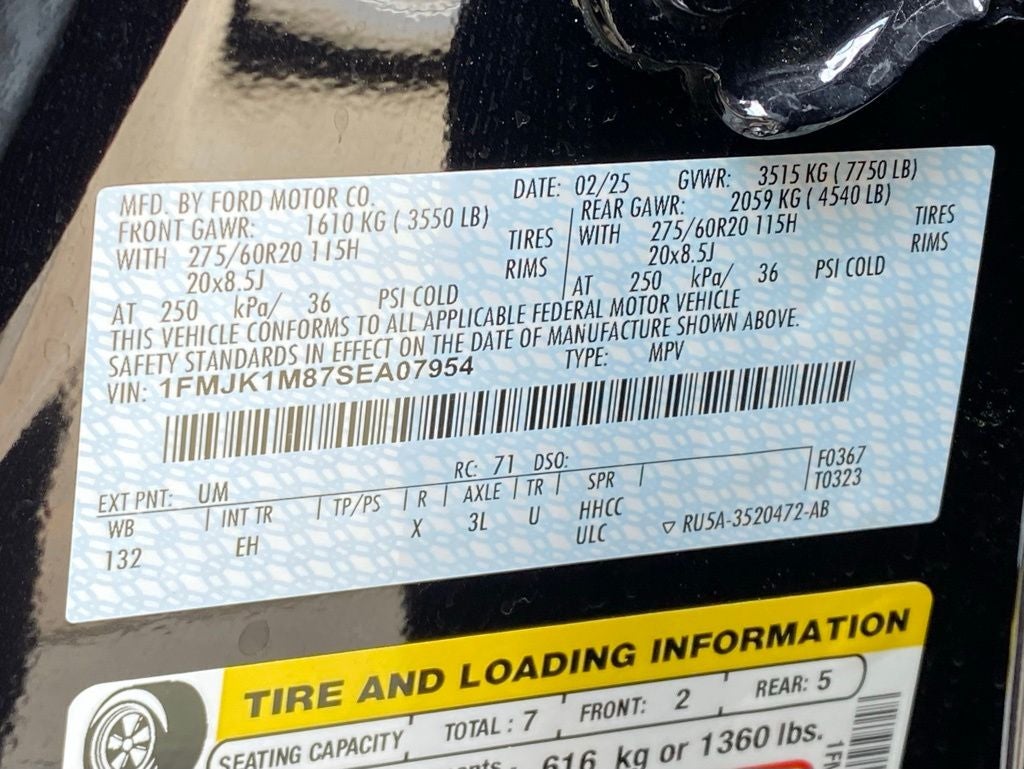 MFD. BY FORD MOTOR CO. DATE: 02/25 GVWR: 3515 KG ( 7750 LB)
FRONT GAWR: 1610 KG ( 3550 LB) REAR GAWR: 2059 KG ( 4540 LB)
WITH 275/60R20 115H TIRES WITH 275/60R20 115H TIRES
20x8.5J RIMS 20x8.5J RIMS
AT 250 kPa/ 36 PSI COLD AT 250 kPa/ 36 PSI COLD
THIS VEHICLE CONFORMS TO ALL APPLICABLE FEDERAL MOTOR VEHICLE
SAFETY STANDARDS IN EFFECT ON THE DATE OF MANUFACTURE SHOWN ABOVE.
VIN: 1FMJK1M87SEA07954 TYPE: MPV
EXT PNT: UM RC: 71 DSO: F0367
WB INT TR TP/PS R AXLE TR SPR T0323
132 EH X 3L U HHCC
ULC RU5A-3520472-AB
TIRE AND LOADING INFORMATION
SEATING CAPACITY TOTAL : 7 FRONT: 2 REAR: 5
616 kg or 1360 lbs.